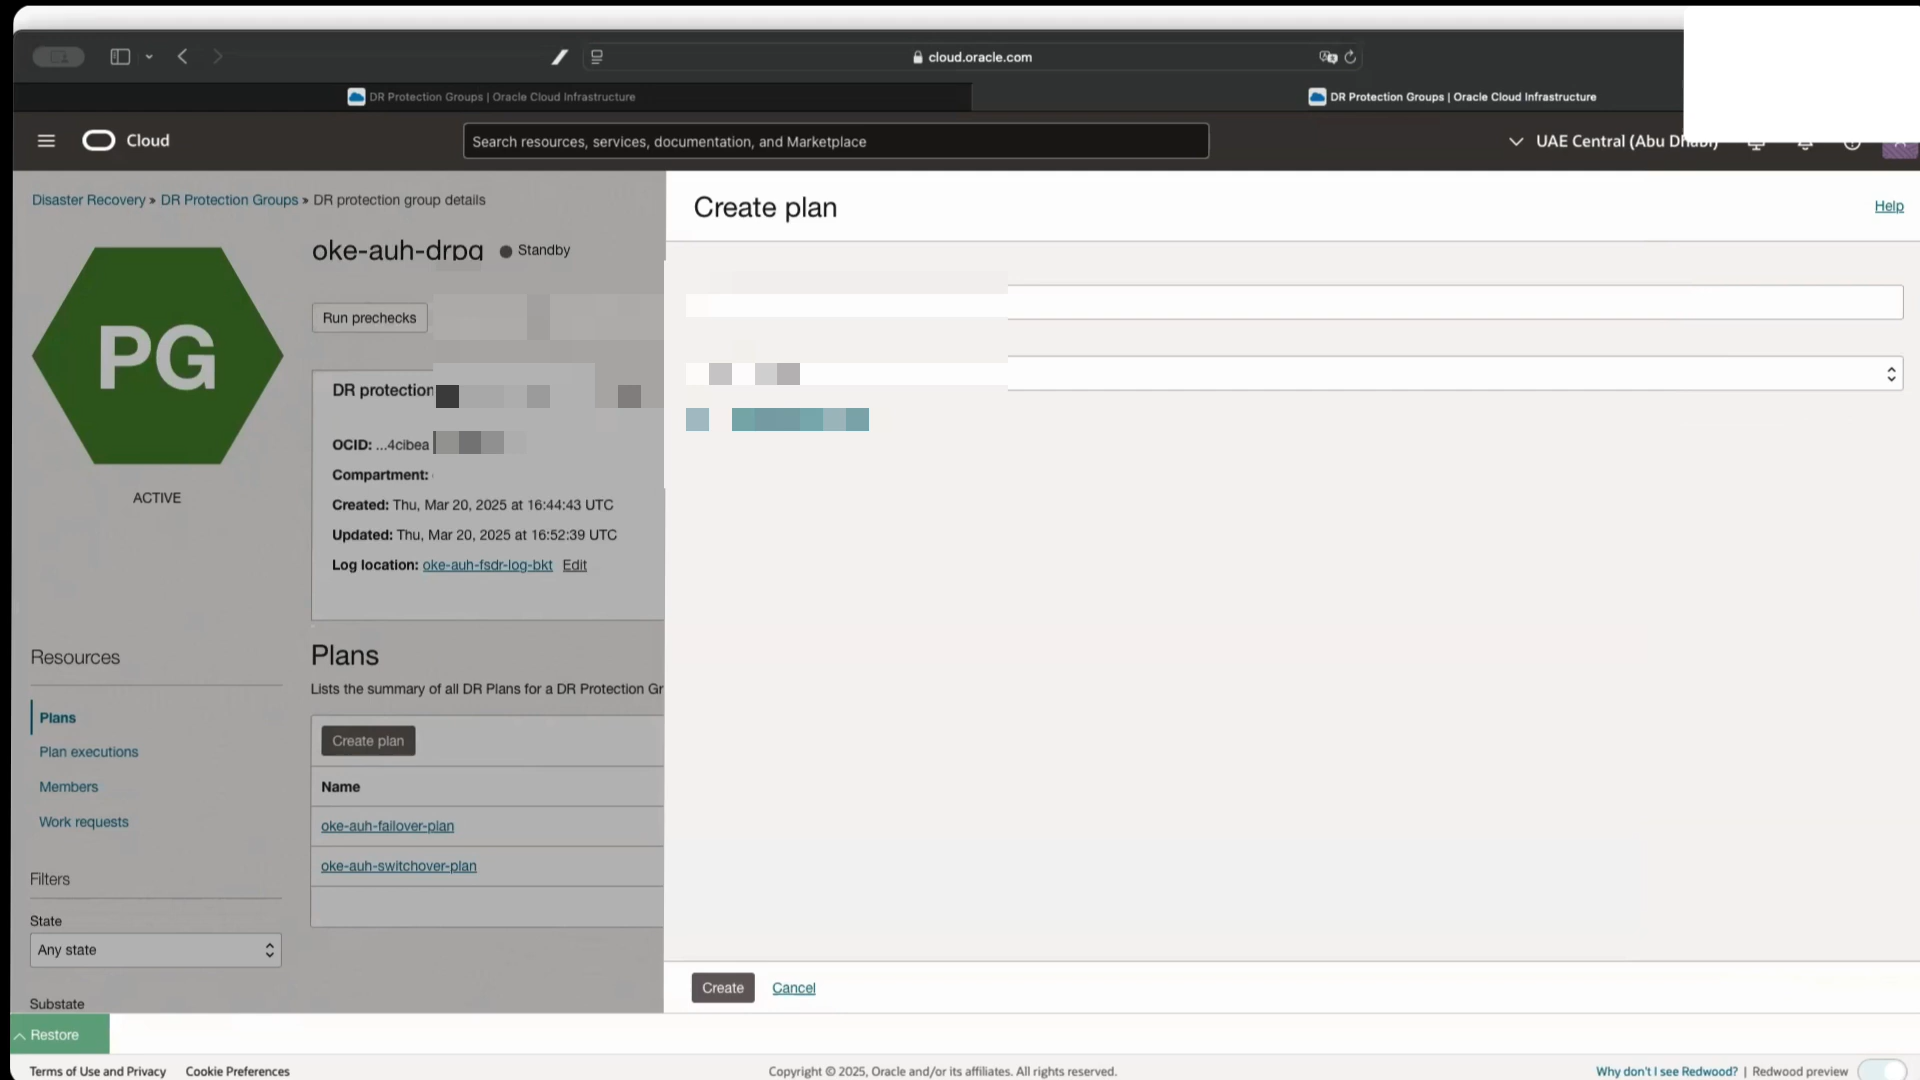 cloud.oracle.com
DR Protection Groups | Oracle Cloud Infrastructure
DR Protection Groups | Oracle Cloud Infrastructure
Cloud
Search resources, services, documentation, and Marketplace
UAE Central (Abu Dhabi)
Disaster Recovery » DR Protection Groups » DR protection group details
PG
ACTIVE
oke-auh-drpg
Standby
Run prechecks
DR protection
OCID: ...4cibea
Compartment:
Created: Thu, Mar 20, 2025 at 16:44:43 UTC
Updated: Thu, Mar 20, 2025 at 16:52:39 UTC
Log location: oke-auh-fsdr-log-bkt Edit
Resources
Plans
Plan executions
Members
Work requests
Filters
State
Any state
Substate
Plans
Lists the summary of all DR Plans for a DR Protection Gr
Create plan
Name
oke-auh-failover-plan
oke-auh-switchover-plan
Create plan
Help
Create
Cancel
Restore
Terms of Use and Privacy
Cookie Preferences
Copyright © 2025, Oracle and/or its affiliates. All rights reserved.
Why don't I see Redwood? | Redwood preview